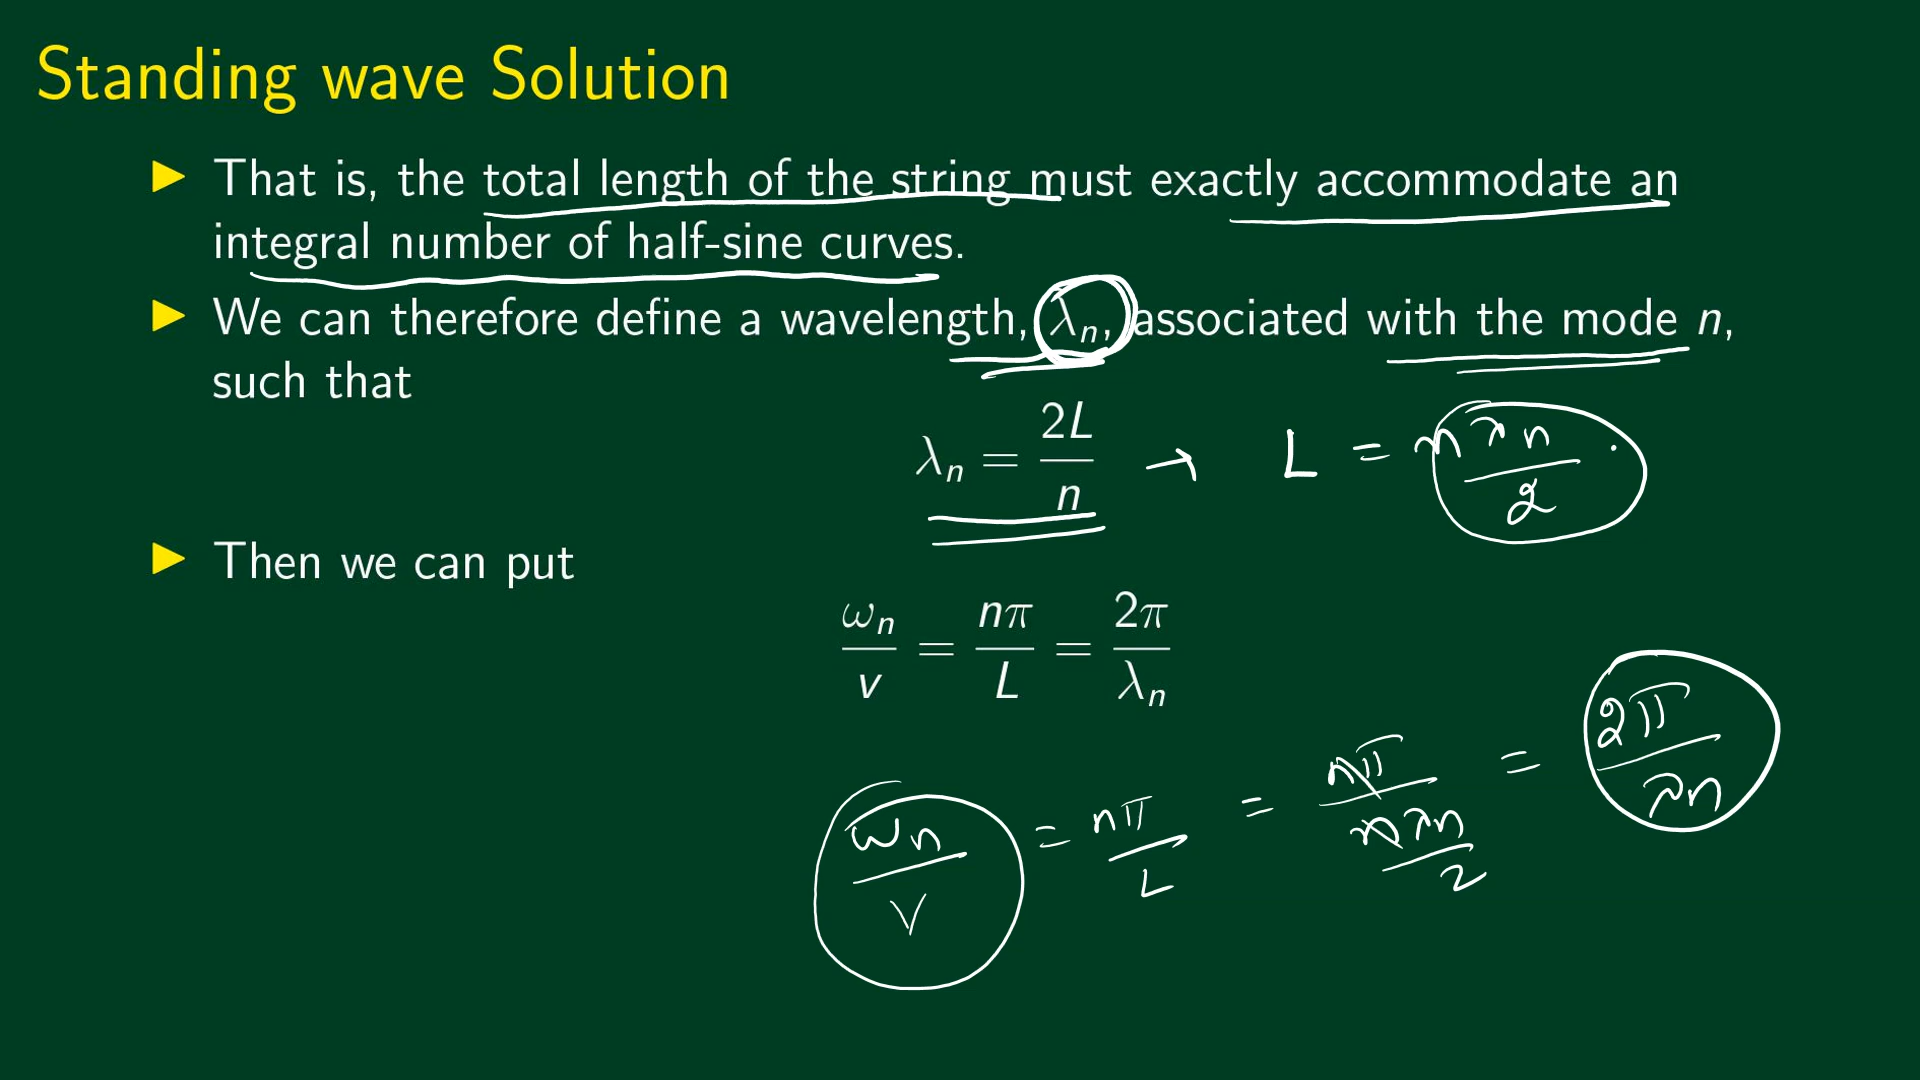 Standing wave Solution
▶ That is, the total length of the string must exactly accommodate an
integral number of half-sine curves.
▶ We can therefore define a wavelength, λₙ, associated with the mode n,
such that
λₙ = 2L/n → L = nλn/2 .
▶ Then we can put
ωₙ/v = nπ/L = 2π/λₙ
ωn/v = nπ/L = nπ/(nλn/2) = 2π/λn